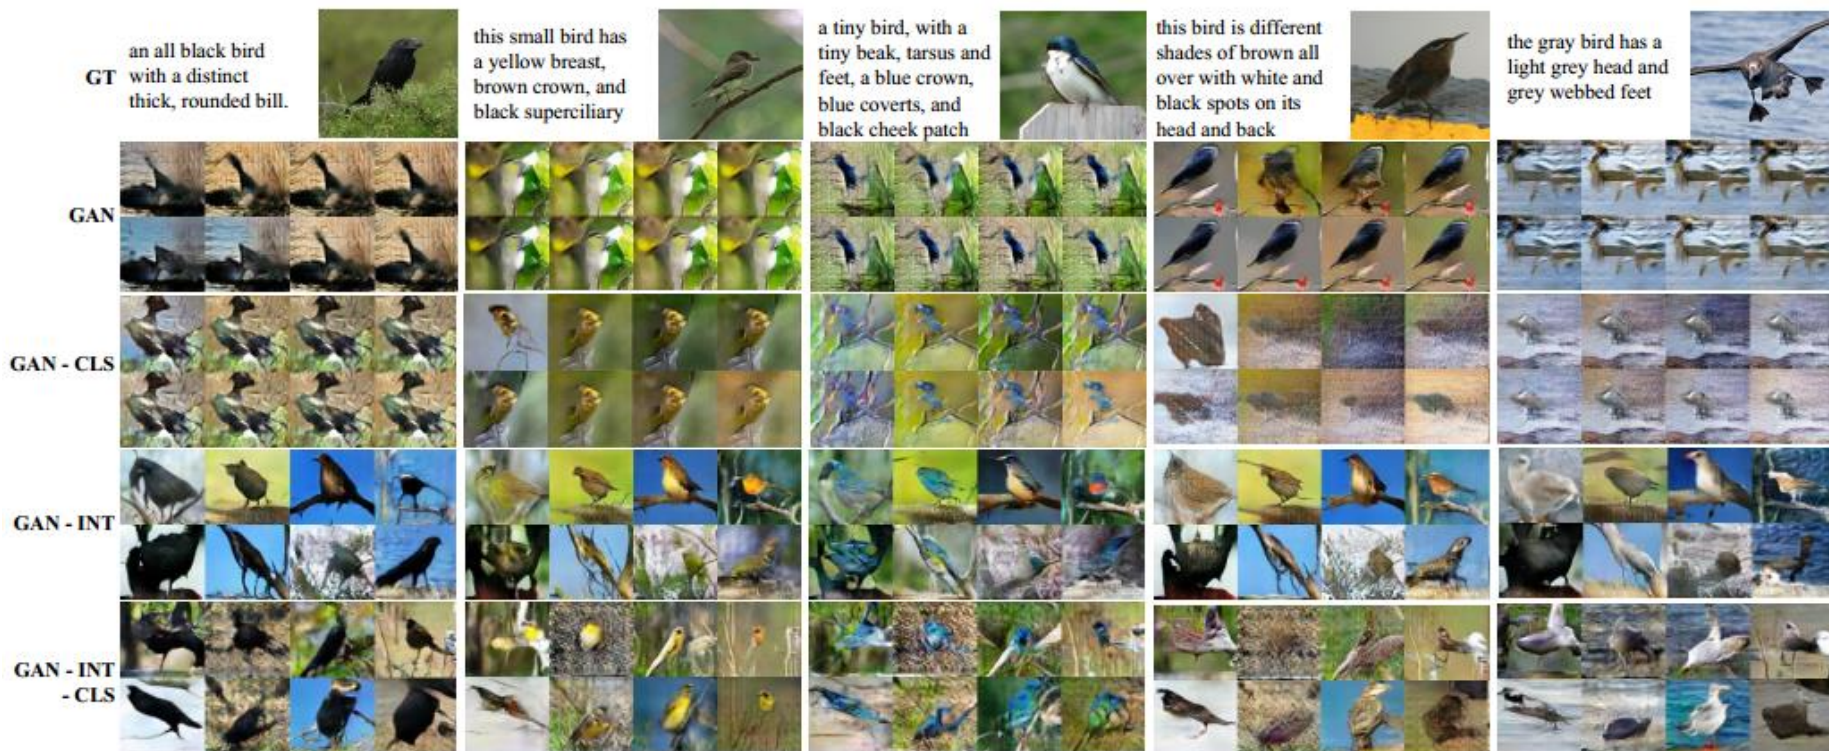 GT
an all black bird
with a distinct
thick, rounded bill.
this small bird has
a yellow breast,
brown crown, and
black superciliary
a tiny bird, with a
tiny beak, tarsus and
feet, a blue crown,
blue coverts, and
black cheek patch
this bird is different
shades of brown all
over with white and
black spots on its
head and back
the gray bird has a
light grey head and
grey webbed feet
GAN
GAN - CLS
GAN - INT
GAN - INT
- CLS